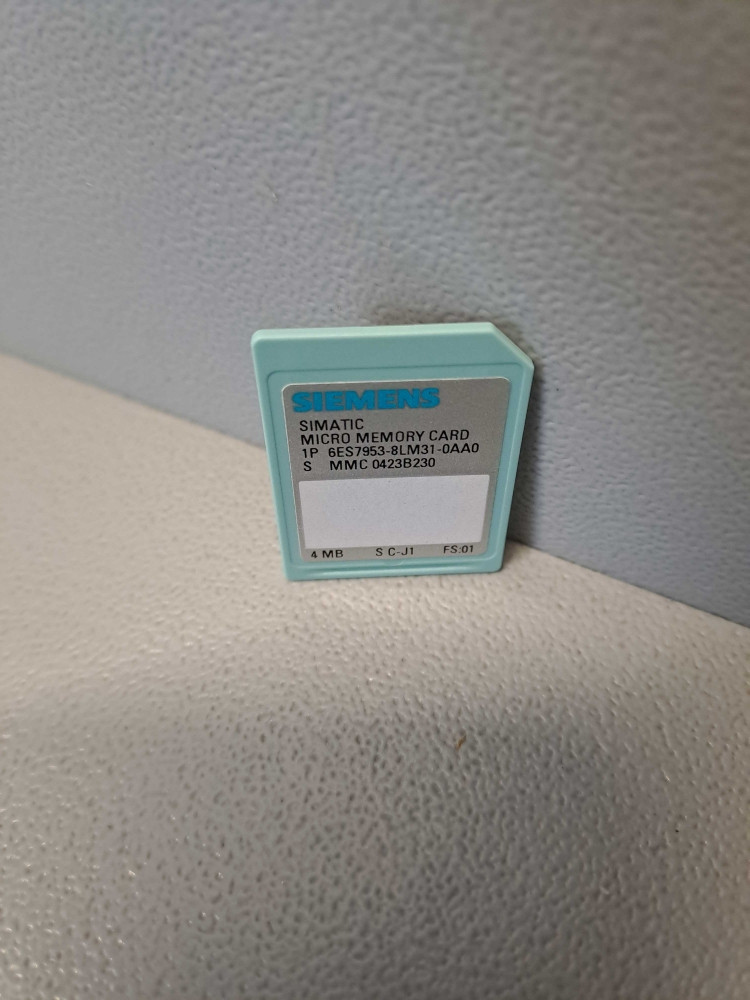 SIEMENS
SIMATIC
MICRO MEMORY CARD
1P 6ES7953-8LM31-0AA0
S MMC 0423B230
4 MB S C-J1 FS:01